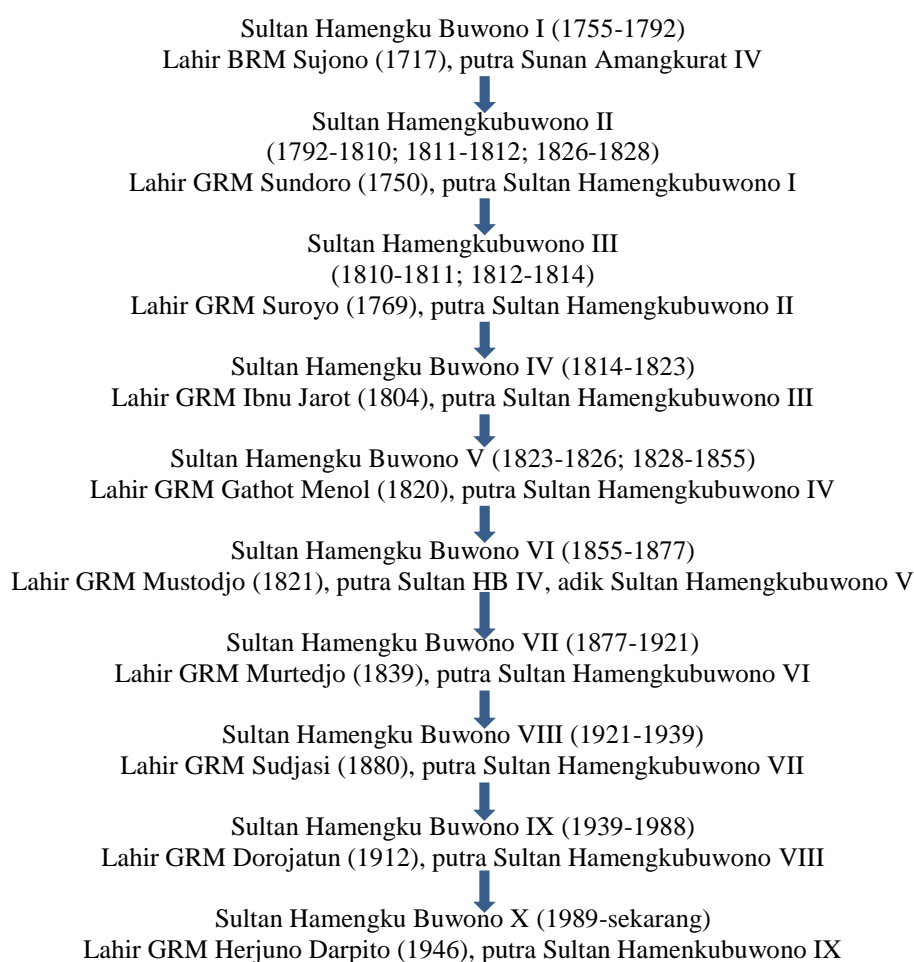 Sultan Hamengku Buwono I (1755-1792)
Lahir BRM Sujono (1717), putra Sunan Amangkurat IV
Sultan Hamengkubuwono II
(1792-1810; 1811-1812; 1826-1828)
Lahir GRM Sundoro (1750), putra Sultan Hamengkubuwono I
Sultan Hamengkubuwono III
(1810-1811; 1812-1814)
Lahir GRM Suroyo (1769), putra Sultan Hamengkubuwono II
Sultan Hamengku Buwono IV (1814-1823)
Lahir GRM Ibnu Jarot (1804), putra Sultan Hamengkubuwono III
Sultan Hamengku Buwono V (1823-1826; 1828-1855)
Lahir GRM Gathot Menol (1820), putra Sultan Hamengkubuwono IV
Sultan Hamengku Buwono VI (1855-1877)
Lahir GRM Mustodjo (1821), putra Sultan HB IV, adik Sultan Hamengkubuwono V
Sultan Hamengku Buwono VII (1877-1921)
Lahir GRM Murtedjo (1839), putra Sultan Hamengkubuwono VI
Sultan Hamengku Buwono VIII (1921-1939)
Lahir GRM Sudjasi (1880), putra Sultan Hamengkubuwono VII
Sultan Hamengku Buwono IX (1939-1988)
Lahir GRM Dorojatun (1912), putra Sultan Hamengkubuwono VIII
Sultan Hamengku Buwono X (1989-sekarang)
Lahir GRM Herjuno Darpito (1946), putra Sultan Hamenkubuwono IX